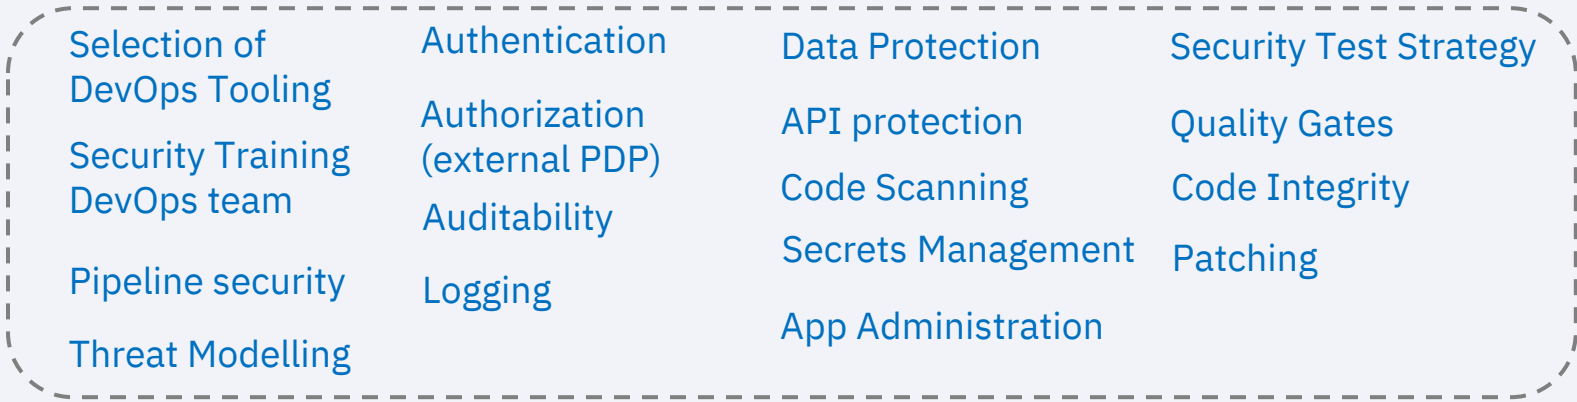 Selection of
DevOps Tooling
Security Training
DevOps team
Pipeline security
Threat Modelling
Authentication
Authorization
(external PDP)
Auditability
Logging
Data Protection
API protection
Code Scanning
Secrets Management
App Administration
Security Test Strategy
Quality Gates
Code Integrity
Patching